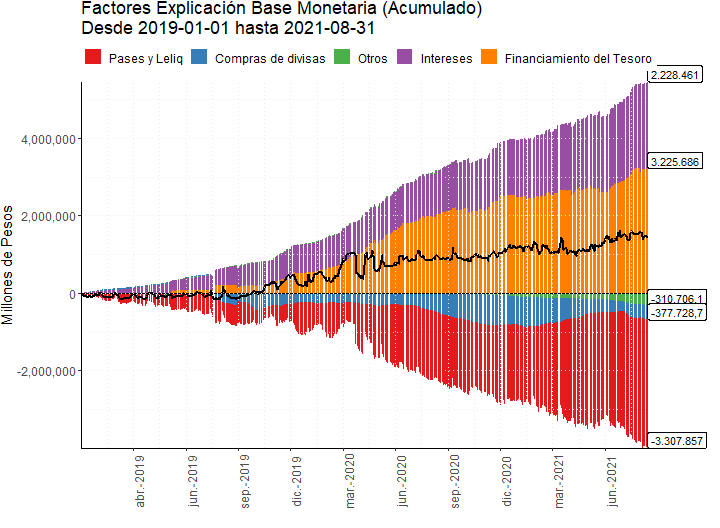 Factores Explicación Base Monetaria (Acumulado)
Desde 2019-01-01 hasta 2021-08-31
Pases y Leliq Compras de divisas Otros Intereses Financiamiento del Tesoro
2.228.461
4,000,000
3.225.686
2,000,000
Millones de Pesos
0
-310.706,1
-377.728,7
-2,000,000
-3.307.857
abr.-2019 jun.-2019 sep.-2019 dic.-2019 mar.-2020 jun.-2020 sep.-2020 dic.-2020 mar.-2021 jun.-2021